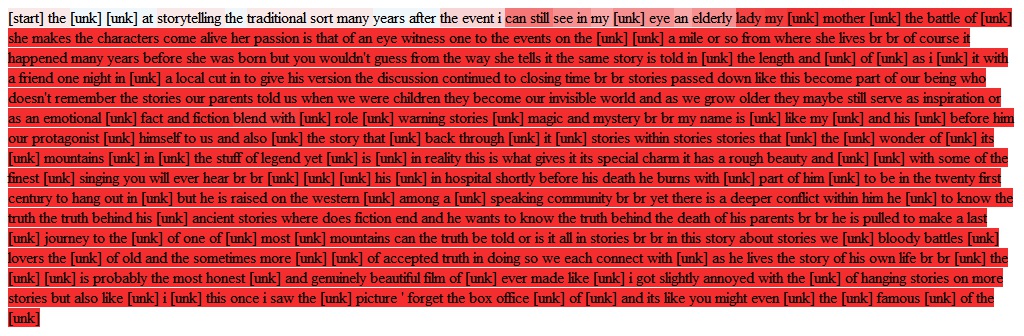 [start] the [unk] [unk] at storytelling the traditional sort many years after the event i can still see in my [unk] eye an elderly lady my [unk] mother [unk] the battle of [unk]
she makes the characters come alive her passion is that of an eye witness one to the events on the [unk] [unk] a mile or so from where she lives br br of course it
happened many years before she was born but you wouldn't guess from the way she tells it the same story is told in [unk] the length and [unk] of [unk] as i [unk] it with
a friend one night in [unk] a local cut in to give his version the discussion continued to closing time br br stories passed down like this become part of our being who
doesn't remember the stories our parents told us when we were children they become our invisible world and as we grow older they maybe still serve as inspiration or
as an emotional [unk] fact and fiction blend with [unk] role [unk] warning stories [unk] magic and mystery br br my name is [unk] like my [unk] and his [unk] before him
our protagonist [unk] himself to us and also [unk] the story that [unk] back through [unk] it [unk] stories within stories stories that [unk] the [unk] wonder of [unk] its
[unk] mountains [unk] in [unk] the stuff of legend yet [unk] is [unk] in reality this is what gives it its special charm it has a rough beauty and [unk] [unk] with some of the
finest [unk] singing you will ever hear br br [unk] [unk] [unk] his [unk] in hospital shortly before his death he burns with [unk] part of him [unk] to be in the twenty first
century to hang out in [unk] but he is raised on the western [unk] among a [unk] speaking community br br yet there is a deeper conflict within him he [unk] to know the
truth the truth behind his [unk] ancient stories where does fiction end and he wants to know the truth behind the death of his parents br br he is pulled to make a last
[unk] journey to the [unk] of one of [unk] most [unk] mountains can the truth be told or is it all in stories br br in this story about stories we [unk] bloody battles [unk]
lovers the [unk] of old and the sometimes more [unk] [unk] of accepted truth in doing so we each connect with [unk] as he lives the story of his own life br br [unk] the
[unk] [unk] is probably the most honest [unk] and genuinely beautiful film of [unk] ever made like [unk] i got slightly annoyed with the [unk] of hanging stories on more
stories but also like [unk] i [unk] this once i saw the [unk] picture ' forget the box office [unk] of [unk] and its like you might even [unk] the [unk] famous [unk] of the
[unk]